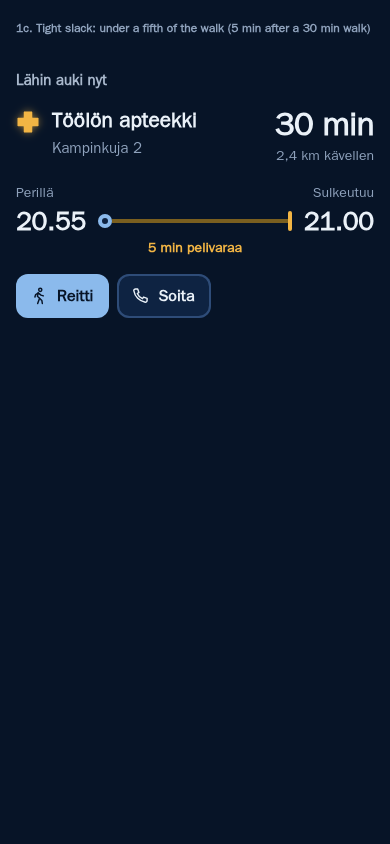 1c. Tight slack: under a fifth of the walk (5 min after a 30 min walk)
Lähin auki nyt
Töölön apteekki
30 min
Kampinkuja 2
2,4 km kävellen
Perillä
Sulkeutuu
20.55
21.00
5 min pelivaraa
Reitti
Soita